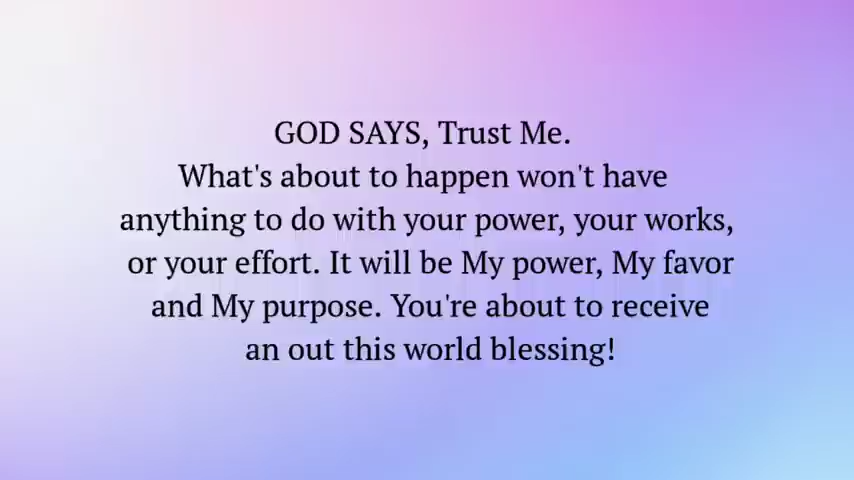 GOD SAYS, Trust Me.
What's about to happen won't have
anything to do with your power, your works,
or your effort. It will be My power, My favor
and My purpose. You're about to receive
an out this world blessing!